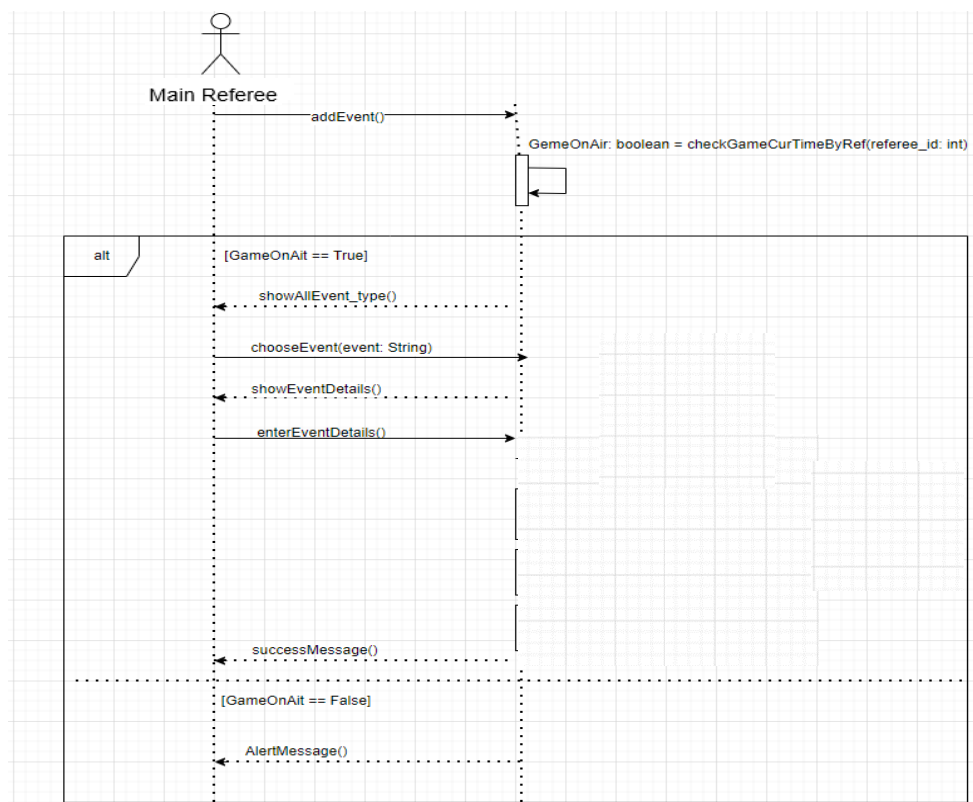 Main Referee
addEvent()
GemeOnAir: boolean = checkGameCurTimeByRef(referee_id: int)
alt
[GameOnAit == True]
showAllEvent_type()
chooseEvent(event: String)
showEventDetails()
enterEventDetails()
successMessage()
[GameOnAit == False]
AlertMessage()